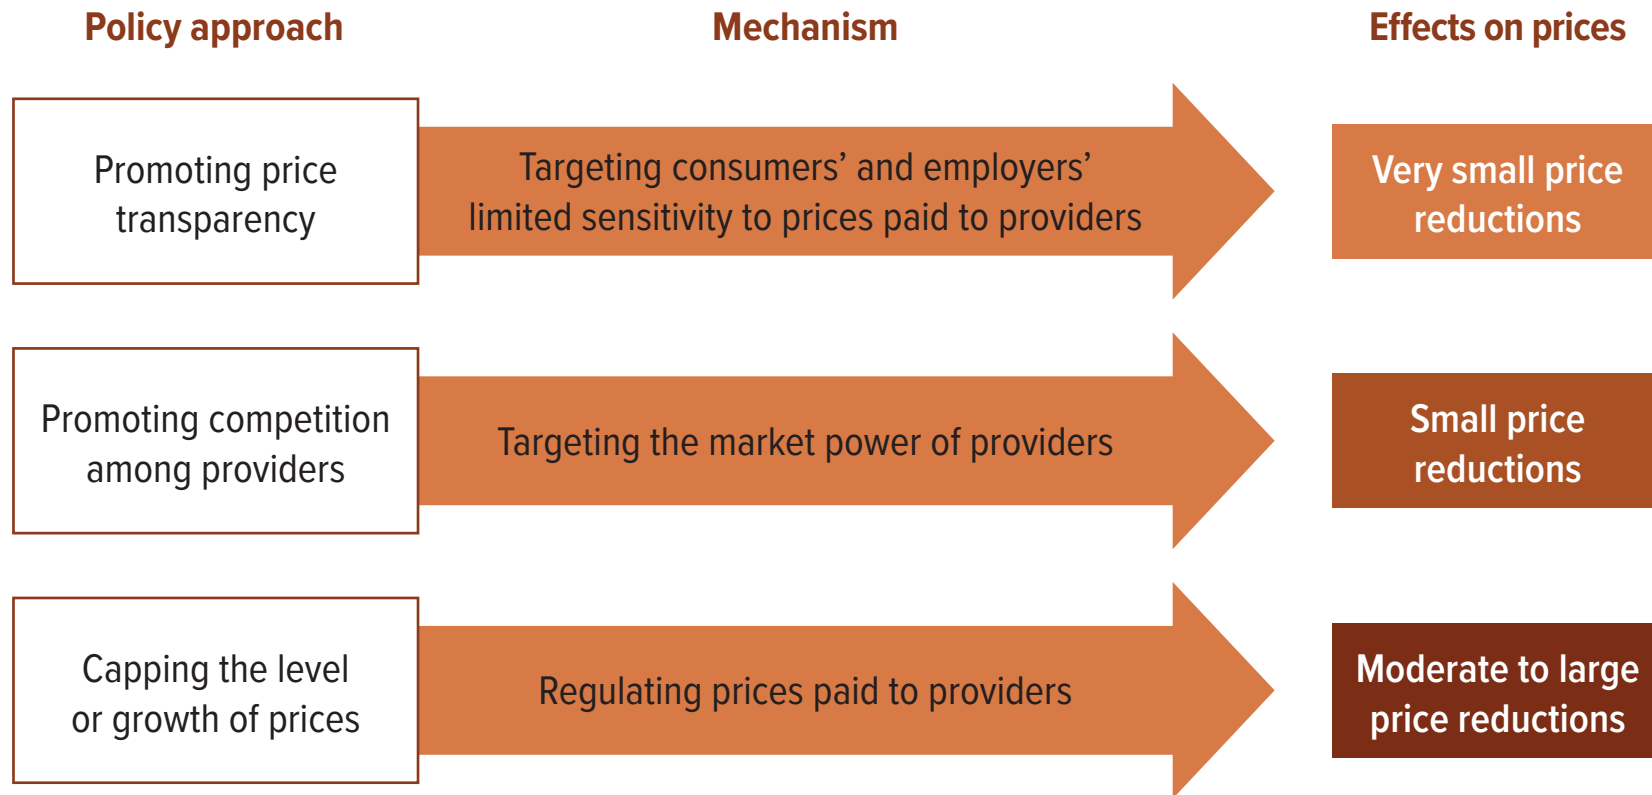 Policy approach
Mechanism
Effects on prices
Promoting price
transparency
Targeting consumers’ and employers’
limited sensitivity to prices paid to providers
Very small price
reductions
Promoting competition
among providers
Targeting the market power of providers
Small price
reductions
Capping the level
or growth of prices
Regulating prices paid to providers
Moderate to large
price reductions